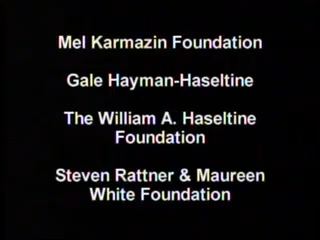 Mel Karmazin Foundation
Gale Hayman-Haseltine
The William A. Haseltine
Foundation
Steven Rattner & Maureen
White Foundation